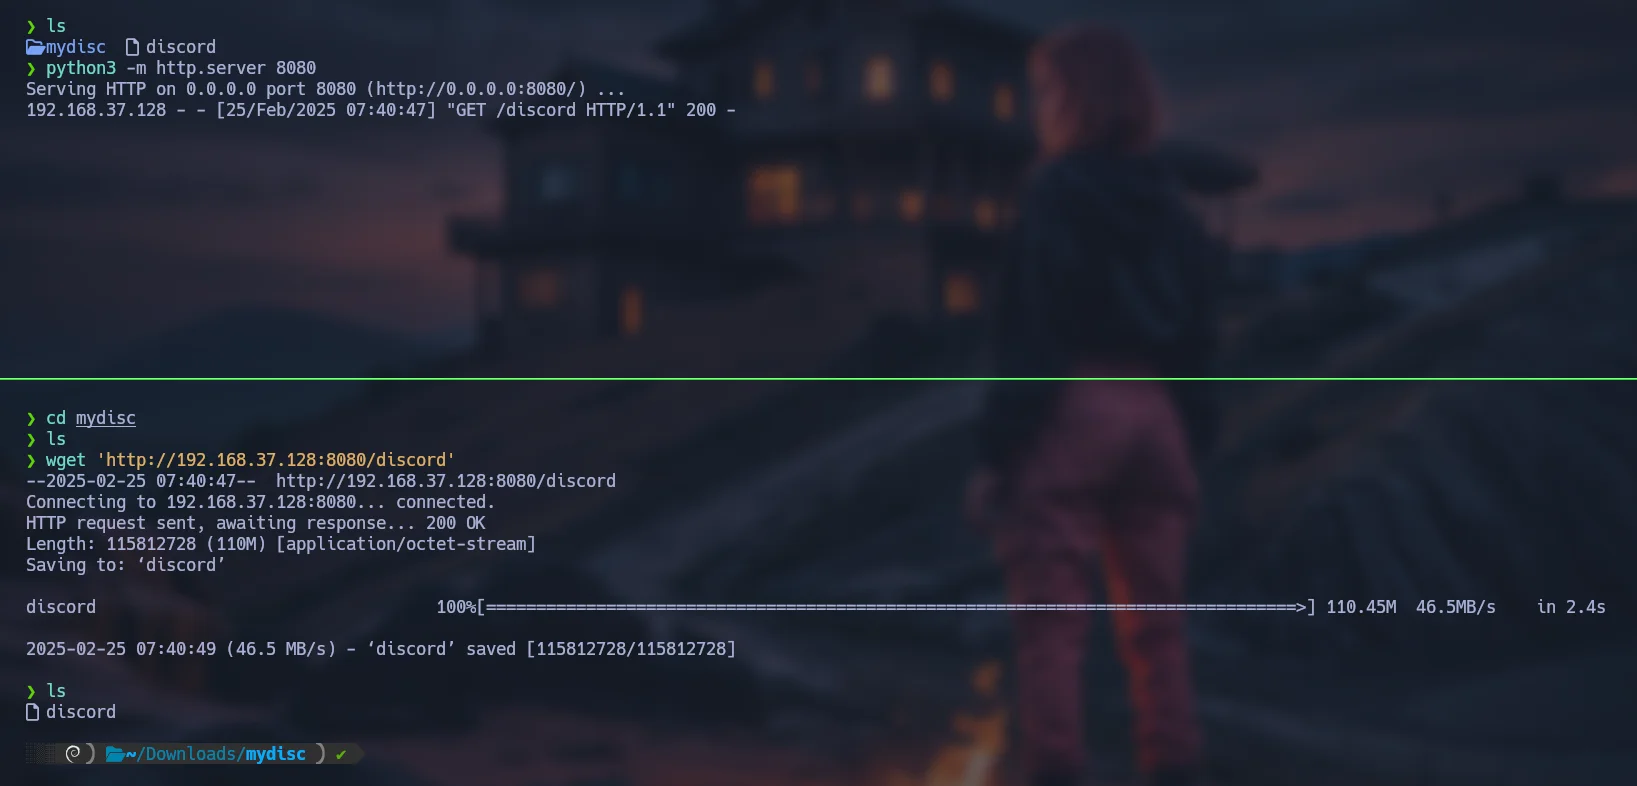 ❯ ls
mydisc discord
❯ python3 -m http.server 8080
Serving HTTP on 0.0.0.0 port 8080 (http://0.0.0.0:8080/) ...
192.168.37.128 - - [25/Feb/2025 07:40:47] "GET /discord HTTP/1.1" 200 -
❯ cd mydisc
❯ ls
❯ wget 'http://192.168.37.128:8080/discord'
--2025-02-25 07:40:47--  http://192.168.37.128:8080/discord
Connecting to 192.168.37.128:8080... connected.
HTTP request sent, awaiting response... 200 OK
Length: 115812728 (110M) [application/octet-stream]
Saving to: ‘discord’
discord 100%[=================================================================================>] 110.45M 46.5MB/s in 2.4s
2025-02-25 07:40:49 (46.5 MB/s) - ‘discord’ saved [115812728/115812728]
❯ ls
discord
~/Downloads/mydisc ✔